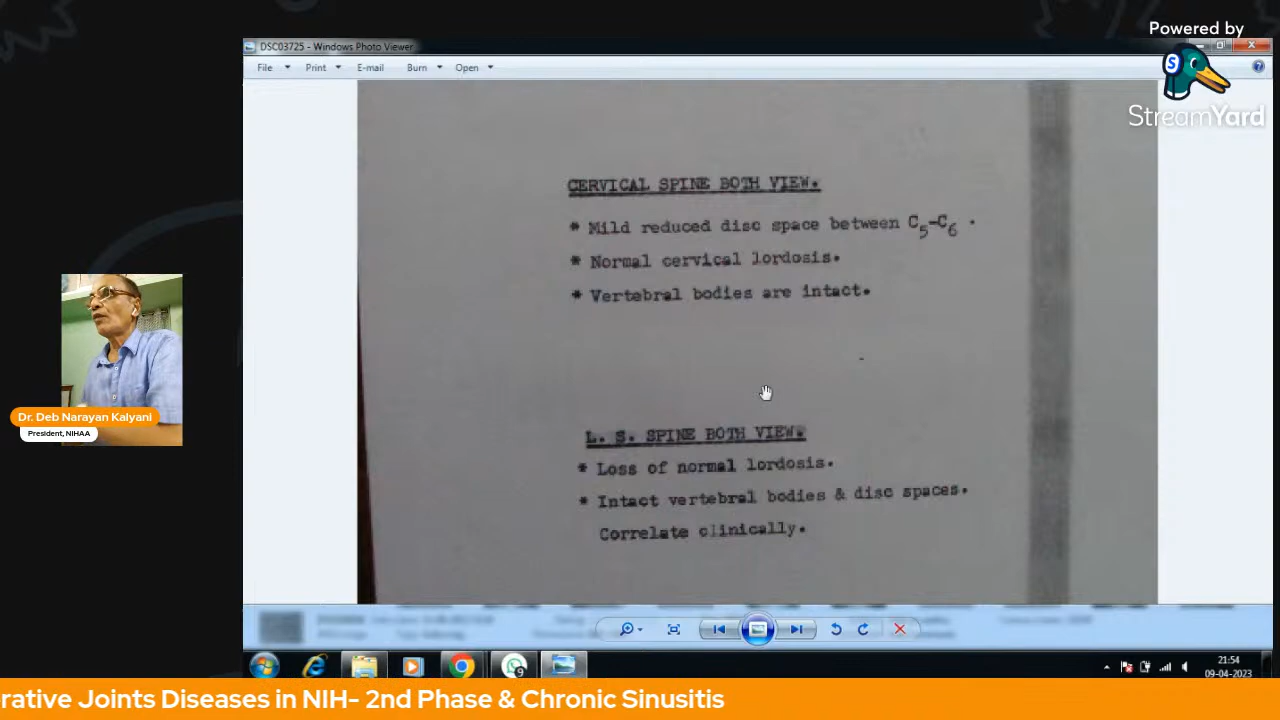 Powered by
StreamYard
DSC03725 - Windows Photo Viewer
File Print E-mail Burn Open
CERVICAL SPINE BOTH VIEW.
* Mild reduced disc space between C5-C6 .
* Normal cervical lordosis.
* Vertebral bodies are intact.
L. S. SPINE BOTH VIEW.
* Loss of normal lordosis.
* Intact vertebral bodies & disc spaces.
Correlate clinically.
Dr. Deb Narayan Kalyani
President, NIHAA
21:54
09-04-2023
erative Joints Diseases in NIH- 2nd Phase & Chronic Sinusitis